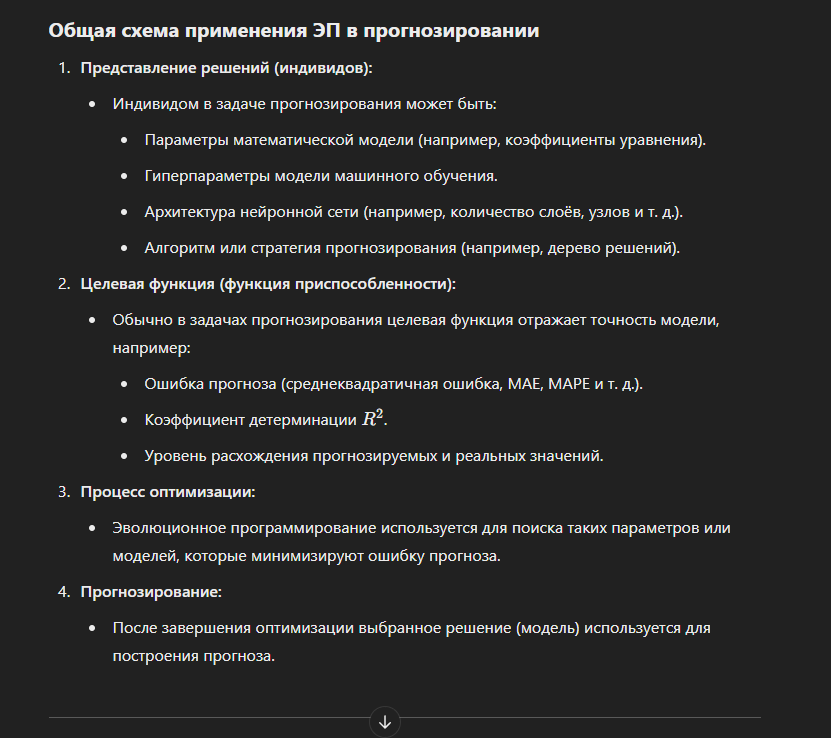 Общая схема применения ЭП в прогнозировании
1. Представление решений (индивидов):
• Индивидом в задаче прогнозирования может быть:
• Параметры математической модели (например, коэффициенты уравнения).
• Гиперпараметры модели машинного обучения.
• Архитектура нейронной сети (например, количество слоёв, узлов и т. д.).
• Алгоритм или стратегия прогнозирования (например, дерево решений).
2. Целевая функция (функция приспособленности):
• Обычно в задачах прогнозирования целевая функция отражает точность модели,
например:
• Ошибка прогноза (среднеквадратичная ошибка, MAE, MAPE и т. д.).
• Коэффициент детерминации R².
• Уровень расхождения прогнозируемых и реальных значений.
3. Процесс оптимизации:
• Эволюционное программирование используется для поиска таких параметров или
моделей, которые минимизируют ошибку прогноза.
4. Прогнозирование:
• После завершения оптимизации выбранное решение (модель) используется для
построения прогноза.